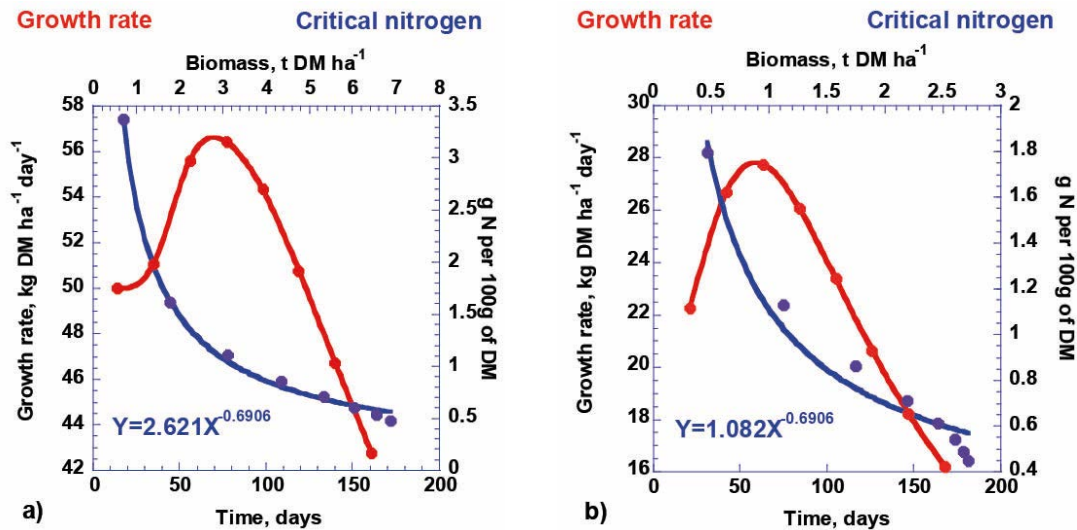 Growth rate Critical nitrogen
Biomass, t DM ha-1
0 1 2 3 4 5 6 7 8
58 56 54 52 50 48 46 44 42
Growth rate, kg DM ha-1 day-1
3.5 3 2.5 2 1.5 1 0.5 0
g N per 100g of DM
Y=2.621X-0.6906
0 50 100 150 200
a) Time, days
Growth rate Critical nitrogen
Biomass, t DM ha-1
0 0.5 1 1.5 2 2.5 3
30 28 26 24 22 20 18 16
Growth rate, kg DM ha-1 day-1
2 1.8 1.6 1.4 1.2 1 0.8 0.6 0.4
g N per 100g of DM
Y=1.082X-0.6906
0 50 100 150 200
b) Time, days